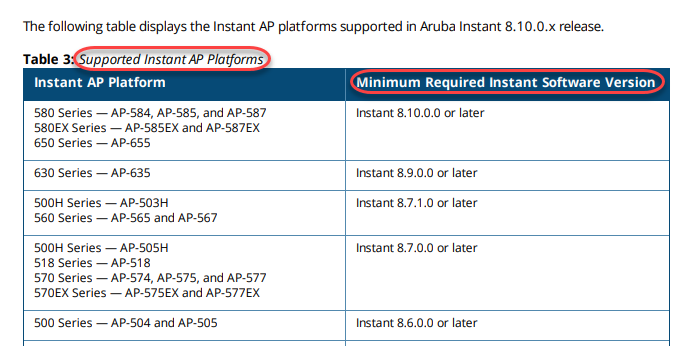 The following table displays the Instant AP platforms supported in Aruba Instant 8.10.0.x release.
Table 3: Supported Instant AP Platforms
Instant AP Platform
Minimum Required Instant Software Version
580 Series — AP-584, AP-585, and AP-587
580EX Series — AP-585EX and AP-587EX
650 Series — AP-655
Instant 8.10.0.0 or later
630 Series — AP-635
Instant 8.9.0.0 or later
500H Series — AP-503H
560 Series — AP-565 and AP-567
Instant 8.7.1.0 or later
500H Series — AP-505H
518 Series — AP-518
570 Series — AP-574, AP-575, and AP-577
570EX Series — AP-575EX and AP-577EX
Instant 8.7.0.0 or later
500 Series — AP-504 and AP-505
Instant 8.6.0.0 or later